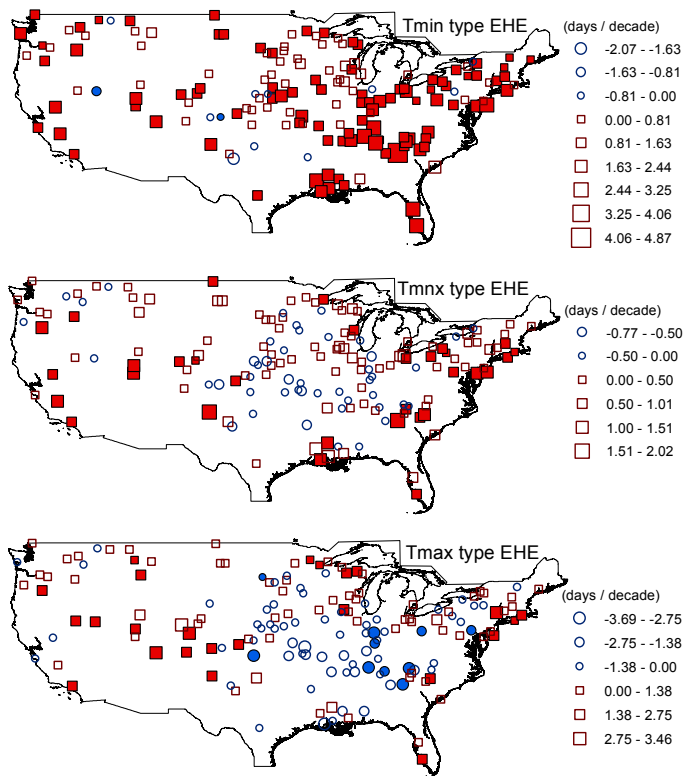 Tmin type EHE
(days / decade)
-2.07 - -1.63
-1.63 - -0.81
-0.81 - 0.00
0.00 - 0.81
0.81 - 1.63
1.63 - 2.44
2.44 - 3.25
3.25 - 4.06
4.06 - 4.87
Tmnx type EHE
(days / decade)
-0.77 - -0.50
-0.50 - 0.00
0.00 - 0.50
0.50 - 1.01
1.00 - 1.51
1.51 - 2.02
Tmax type EHE
(days / decade)
-3.69 - -2.75
-2.75 - -1.38
-1.38 - 0.00
0.00 - 1.38
1.38 - 2.75
2.75 - 3.46